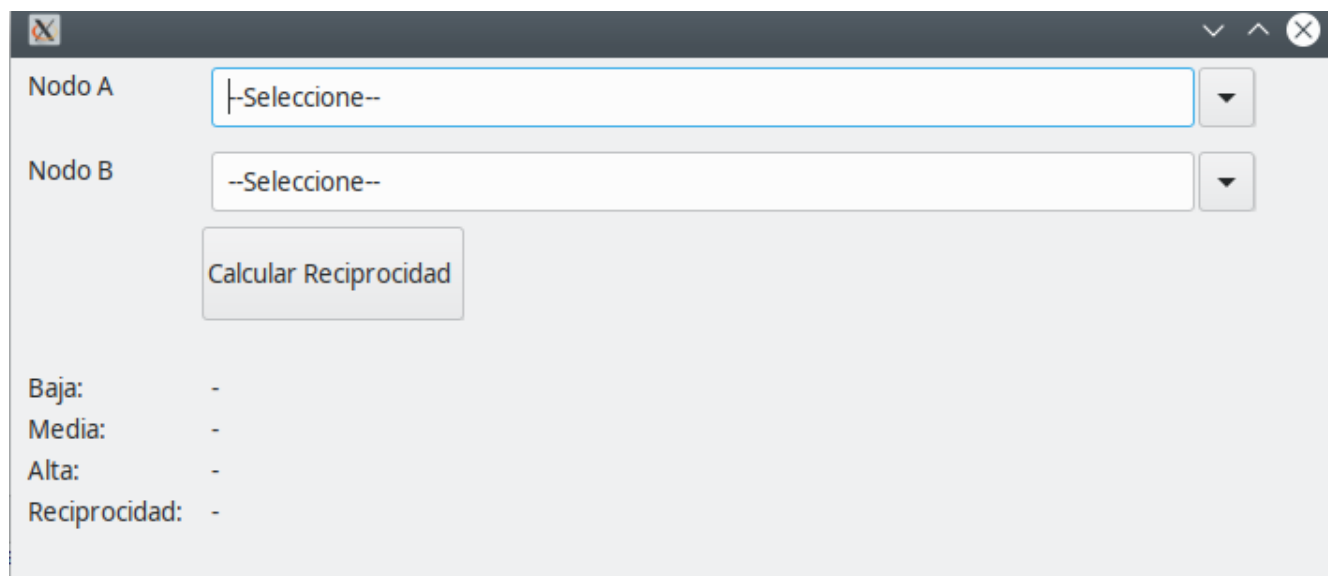 Nodo A --Seleccione--
Nodo B --Seleccione--
Calcular Reciprocidad
Baja: -
Media: -
Alta: -
Reciprocidad: -